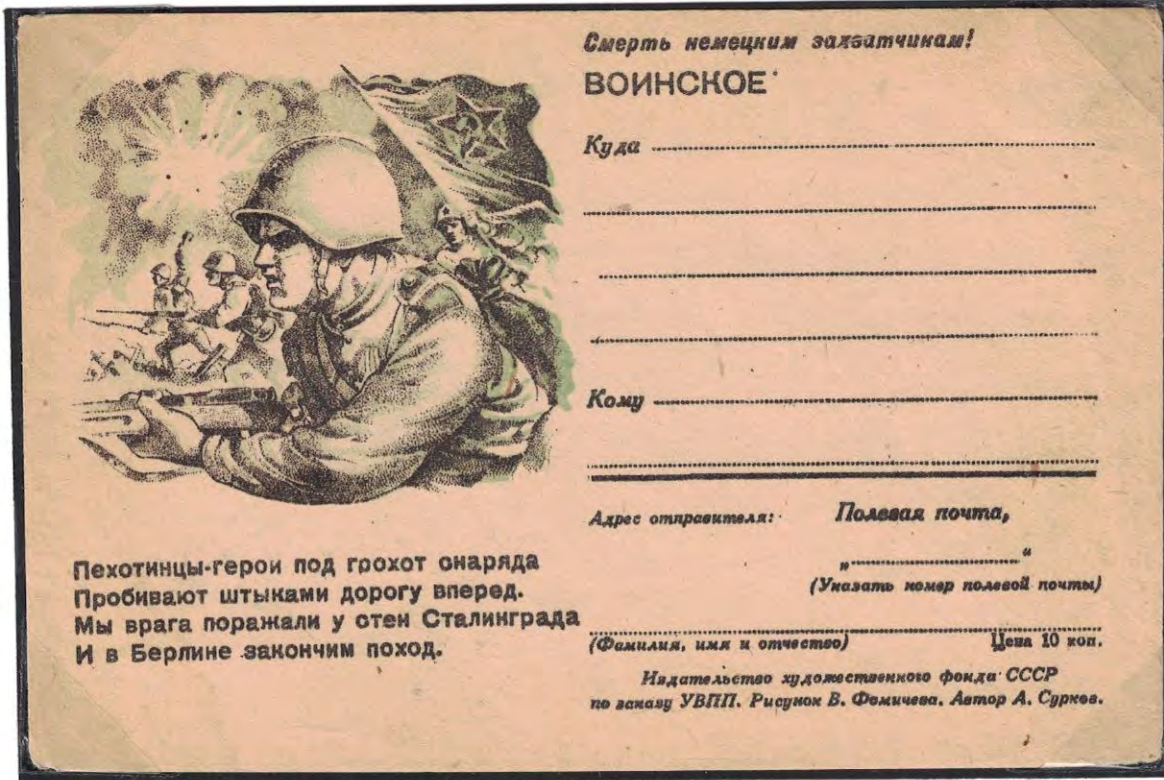 Смерть немецким захватчикам!
ВОИНСКОЕ
Куда
Кому
Адрес отправителя:
Полевая почта,
„ “
(Указать номер полевой почты)
(Фамилия, имя и отчество) Цена 10 коп.
Издательство художественного фонда СССР
по заказу УВПП. Рисунок В. Фомичева. Автор А. Сурков.
Пехотинцы-герои под грохот снаряда
Пробивают штыками дорогу вперед.
Мы врага поражали у стен Сталинграда
И в Берлине закончим поход.